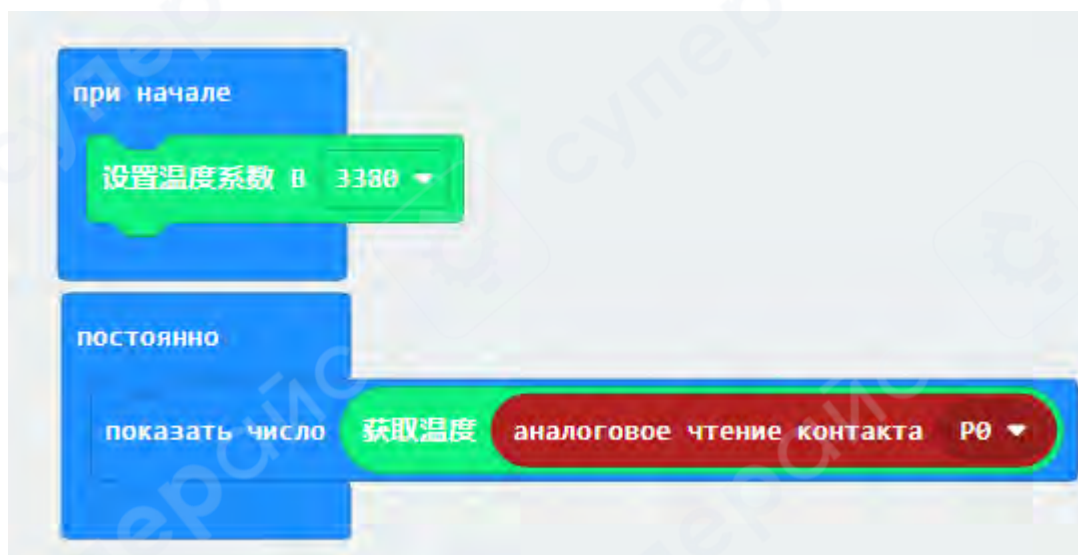 при начале
设置温度系数 B 3380
постоянно
показать число 获取温度 аналоговое чтение контакта P0